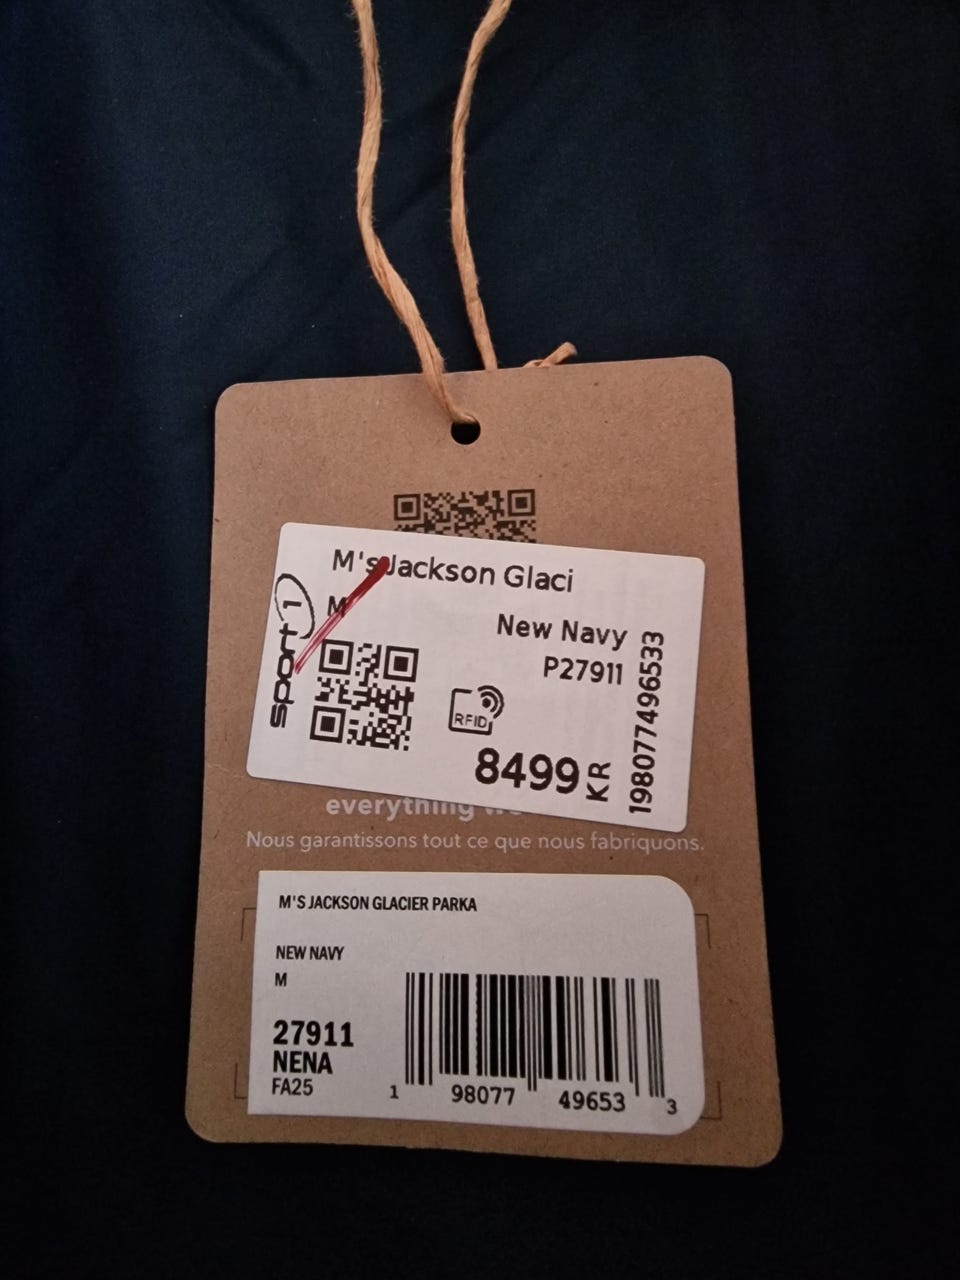 M's Jackson Glaci
M
New Navy
P27911
sport 1
RFID
8499 KR
198077496533
everything
Nous garantissons tout ce que nous fabriquons.
M'S JACKSON GLACIER PARKA
NEW NAVY
M
27911
NENA
FA25
1 98077 49653 3